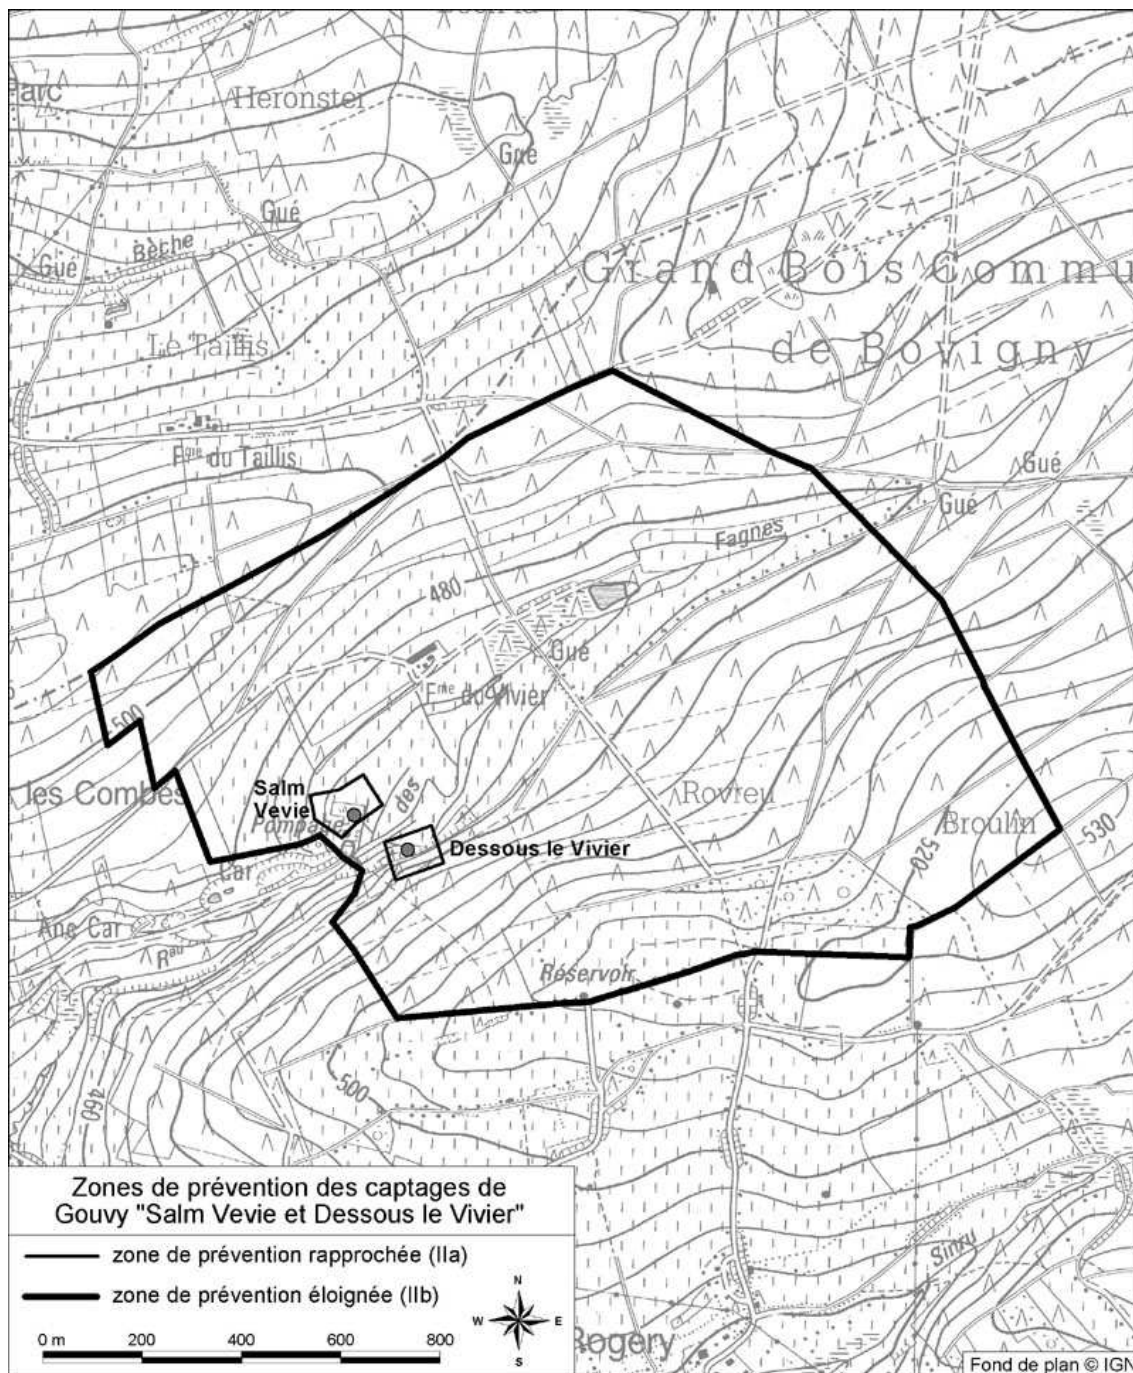 Parc
Heronster
Gué
Gué
Bèche
Gué
Grand Bois Commu
de Bovigny
Le Taillis
Fme du Taillis
Gué
Gué
Fagnes
480
Gué
Fme du Vivier
500
Salm
Vevie
des
les Combes
Pompage
Rovreu
Broulin
530
520
Dessous le Vivier
Car
Anc Car
Rau
Réservoir
500
460
Zones de prévention des captages de
Gouvy "Salm Vevie et Dessous le Vivier"
zone de prévention rapprochée (IIa)
zone de prévention éloignée (IIb)
N
W E
S
0 m 200 400 600 800
Sinru
Rogery
Fond de plan © IGN